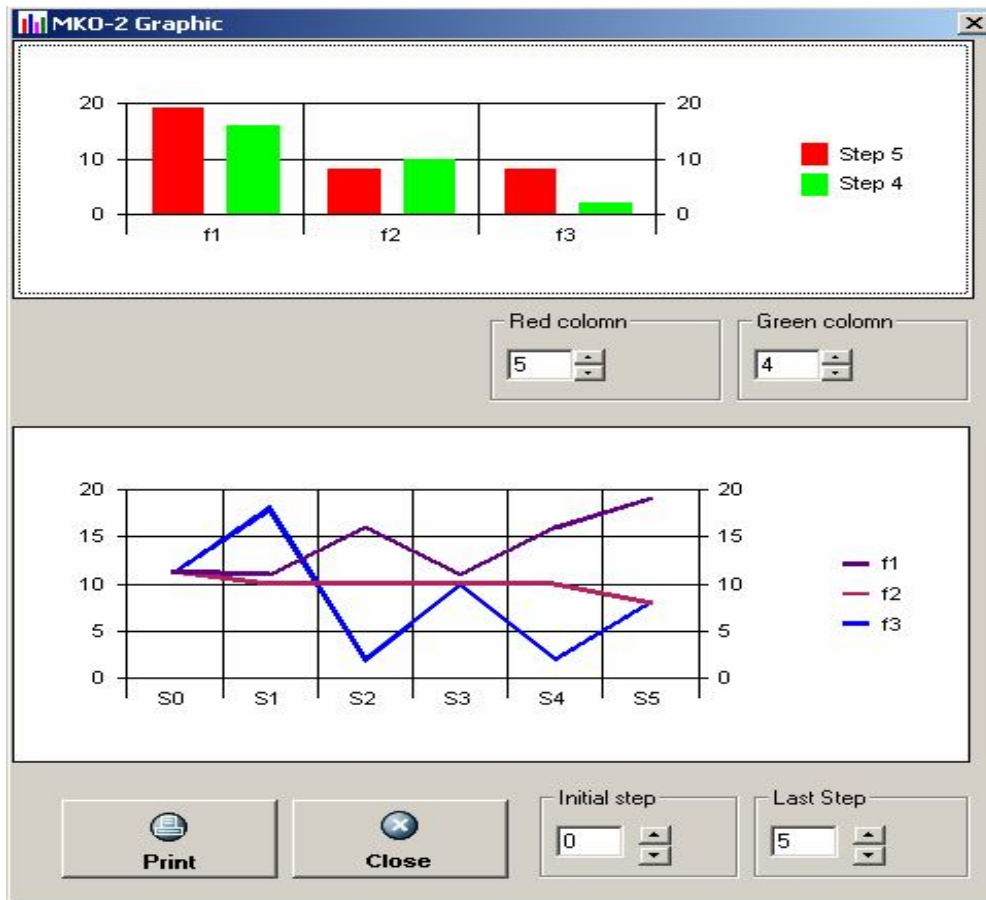 MKO-2 Graphic
20 20
10 10
0 0
f1 f2 f3
Step 5
Step 4
Red colomn
5
Green colomn
4
20 20
15 15
10 10
5 5
0 0
S0 S1 S2 S3 S4 S5
f1
f2
f3
Print
Close
Initial step
0
Last Step
5